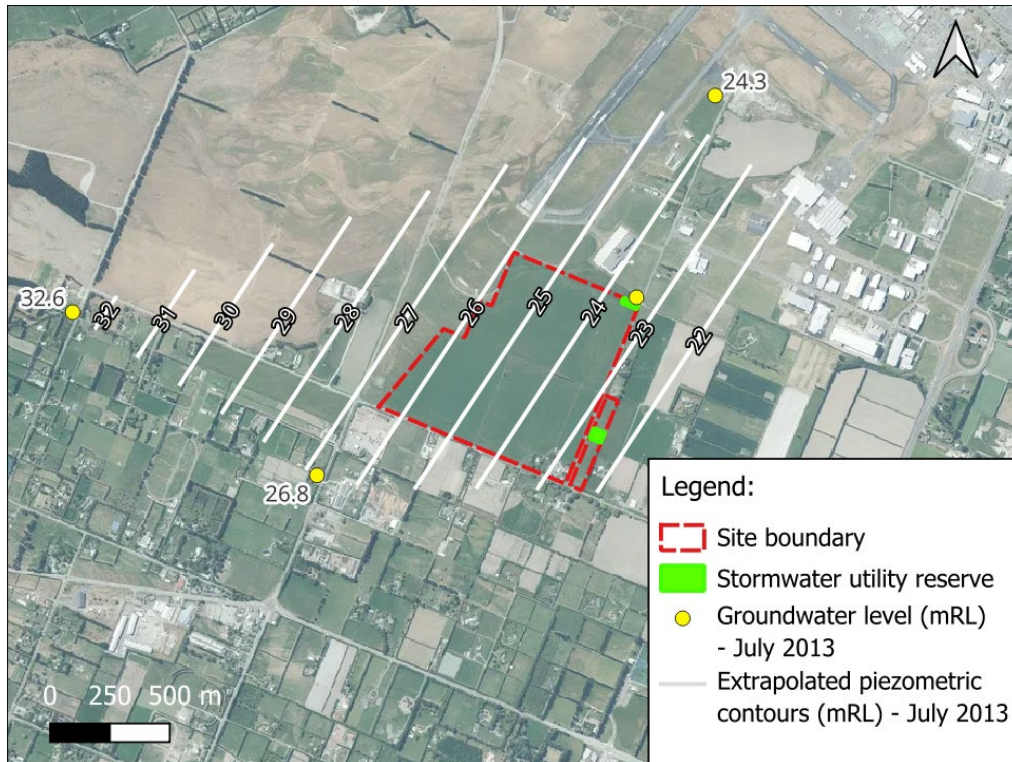 24.3
32.6
32
31
30
29
28
27
26
25
24
23
22
26.8
0 250 500 m
Legend:
Site boundary
Stormwater utility reserve
Groundwater level (mRL)
- July 2013
Extrapolated piezometric
contours (mRL) - July 2013